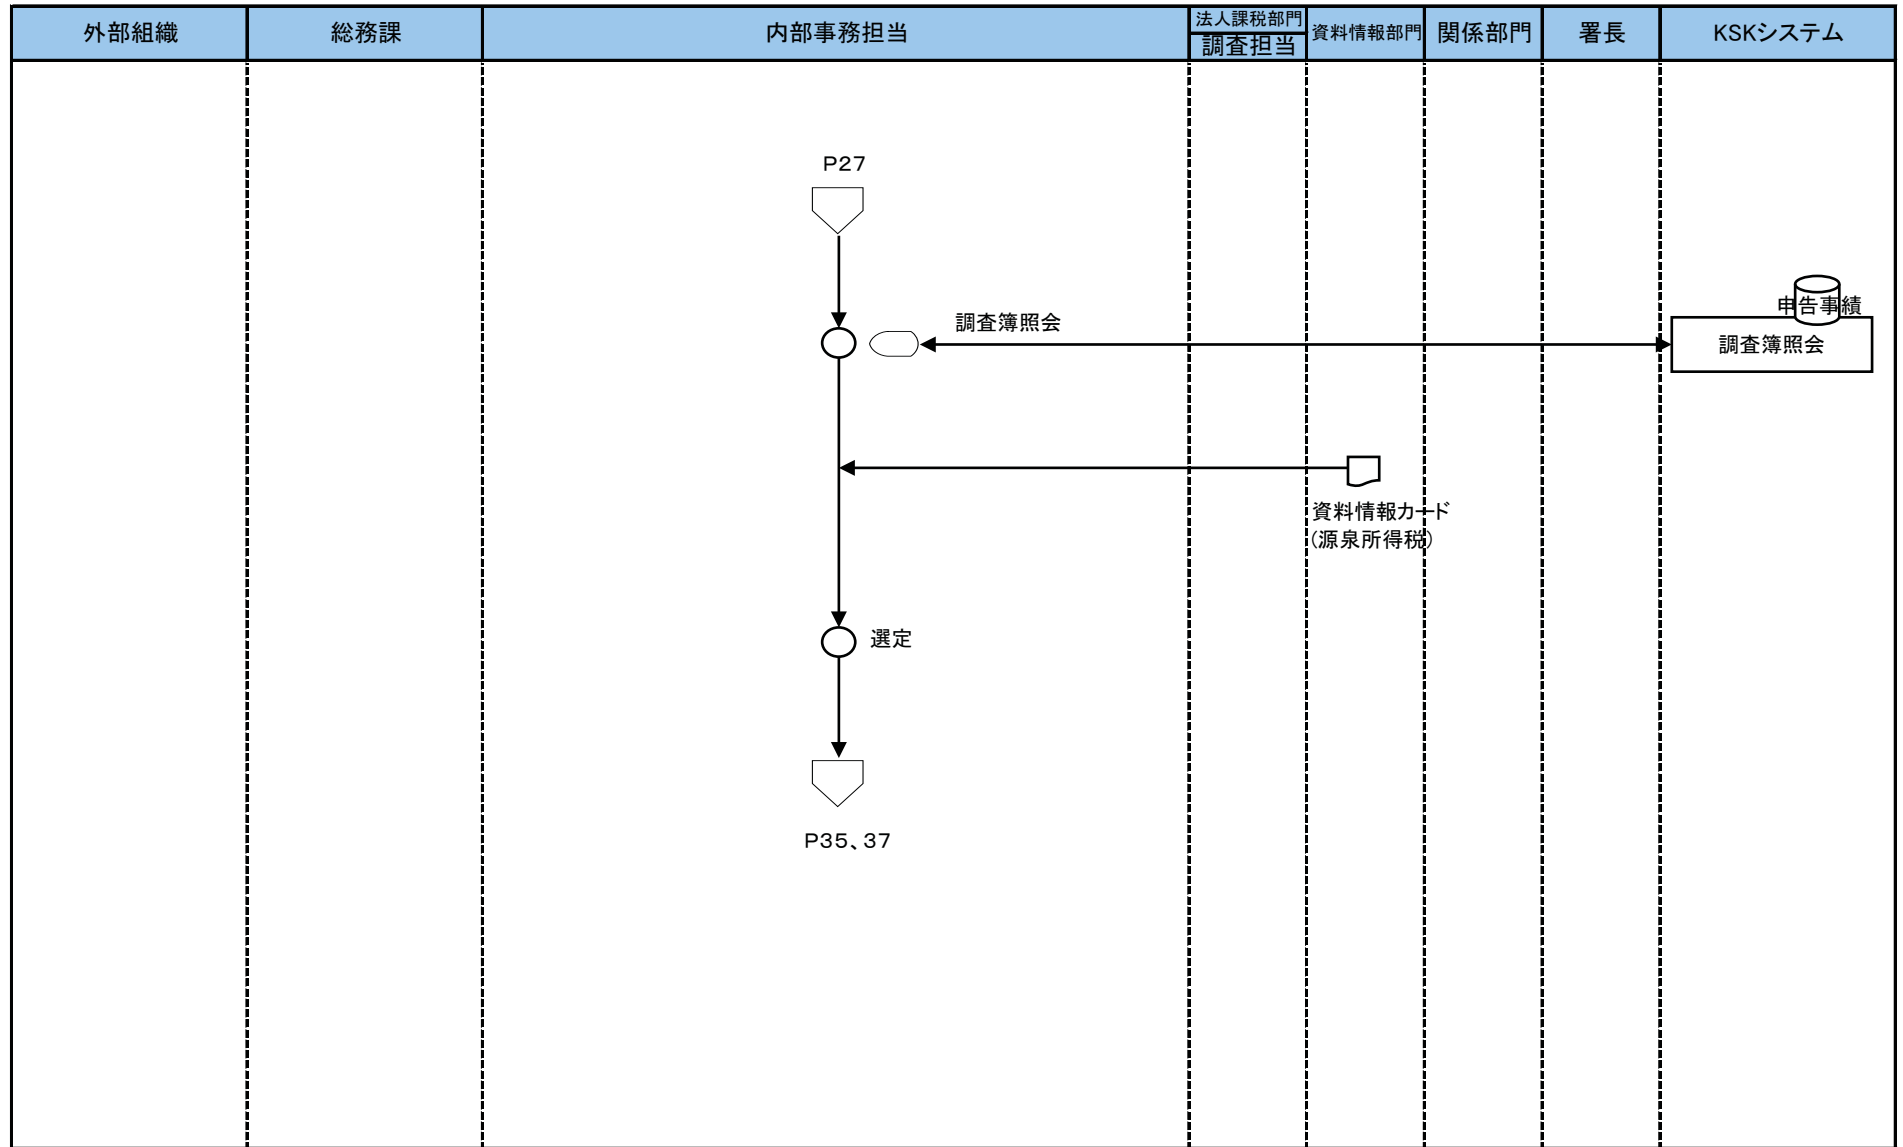 外部組織
総務課
内部事務担当
法人課税部門
調査担当
資料情報部門
関係部門
署長
KSKシステム
P27
申告事績
調査簿照会
調査簿照会
資料情報カード
(源泉所得税)
選定
P35、37